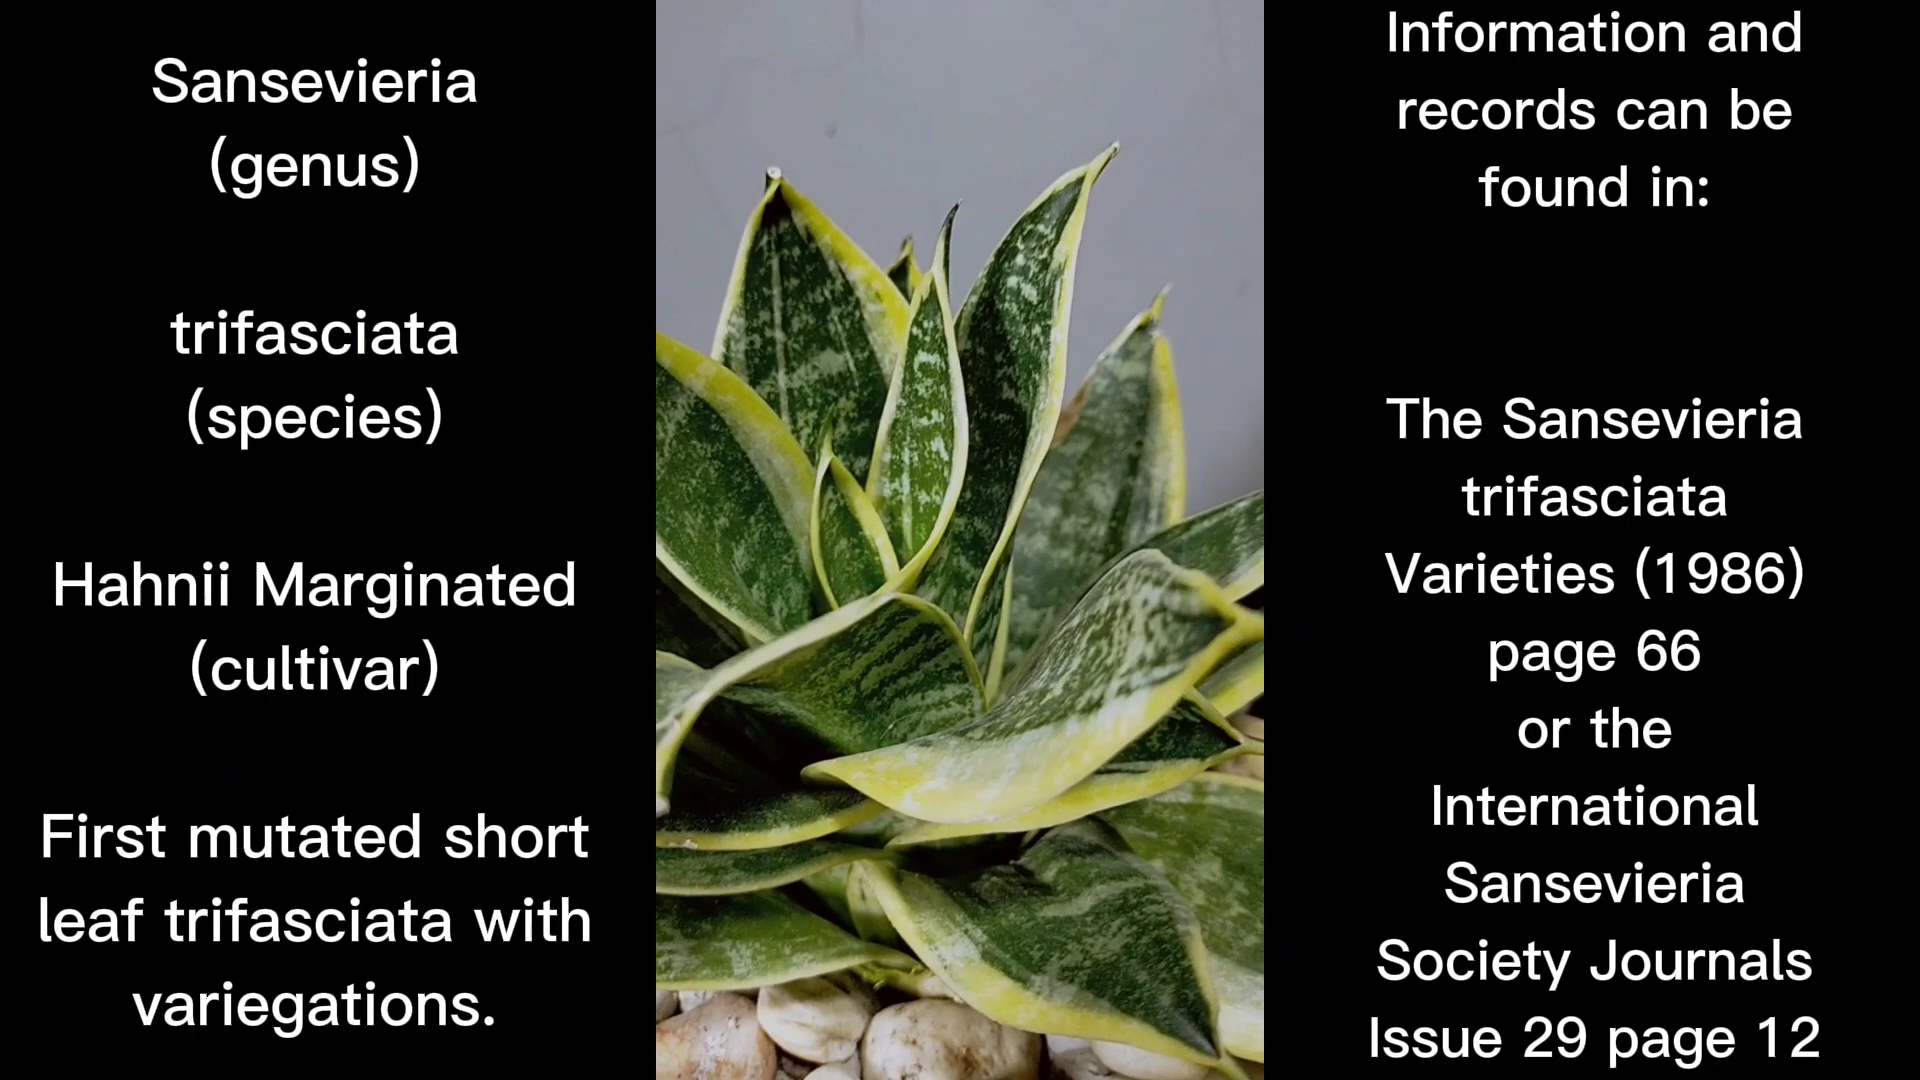 Sansevieria
(genus)
trifasciata
(species)
Hahnii Marginated
(cultivar)
First mutated short
leaf trifasciata with
variegations.
Information and
records can be
found in:
The Sansevieria
trifasciata
Varieties (1986)
page 66
or the
International
Sansevieria
Society Journals
Issue 29 page 12